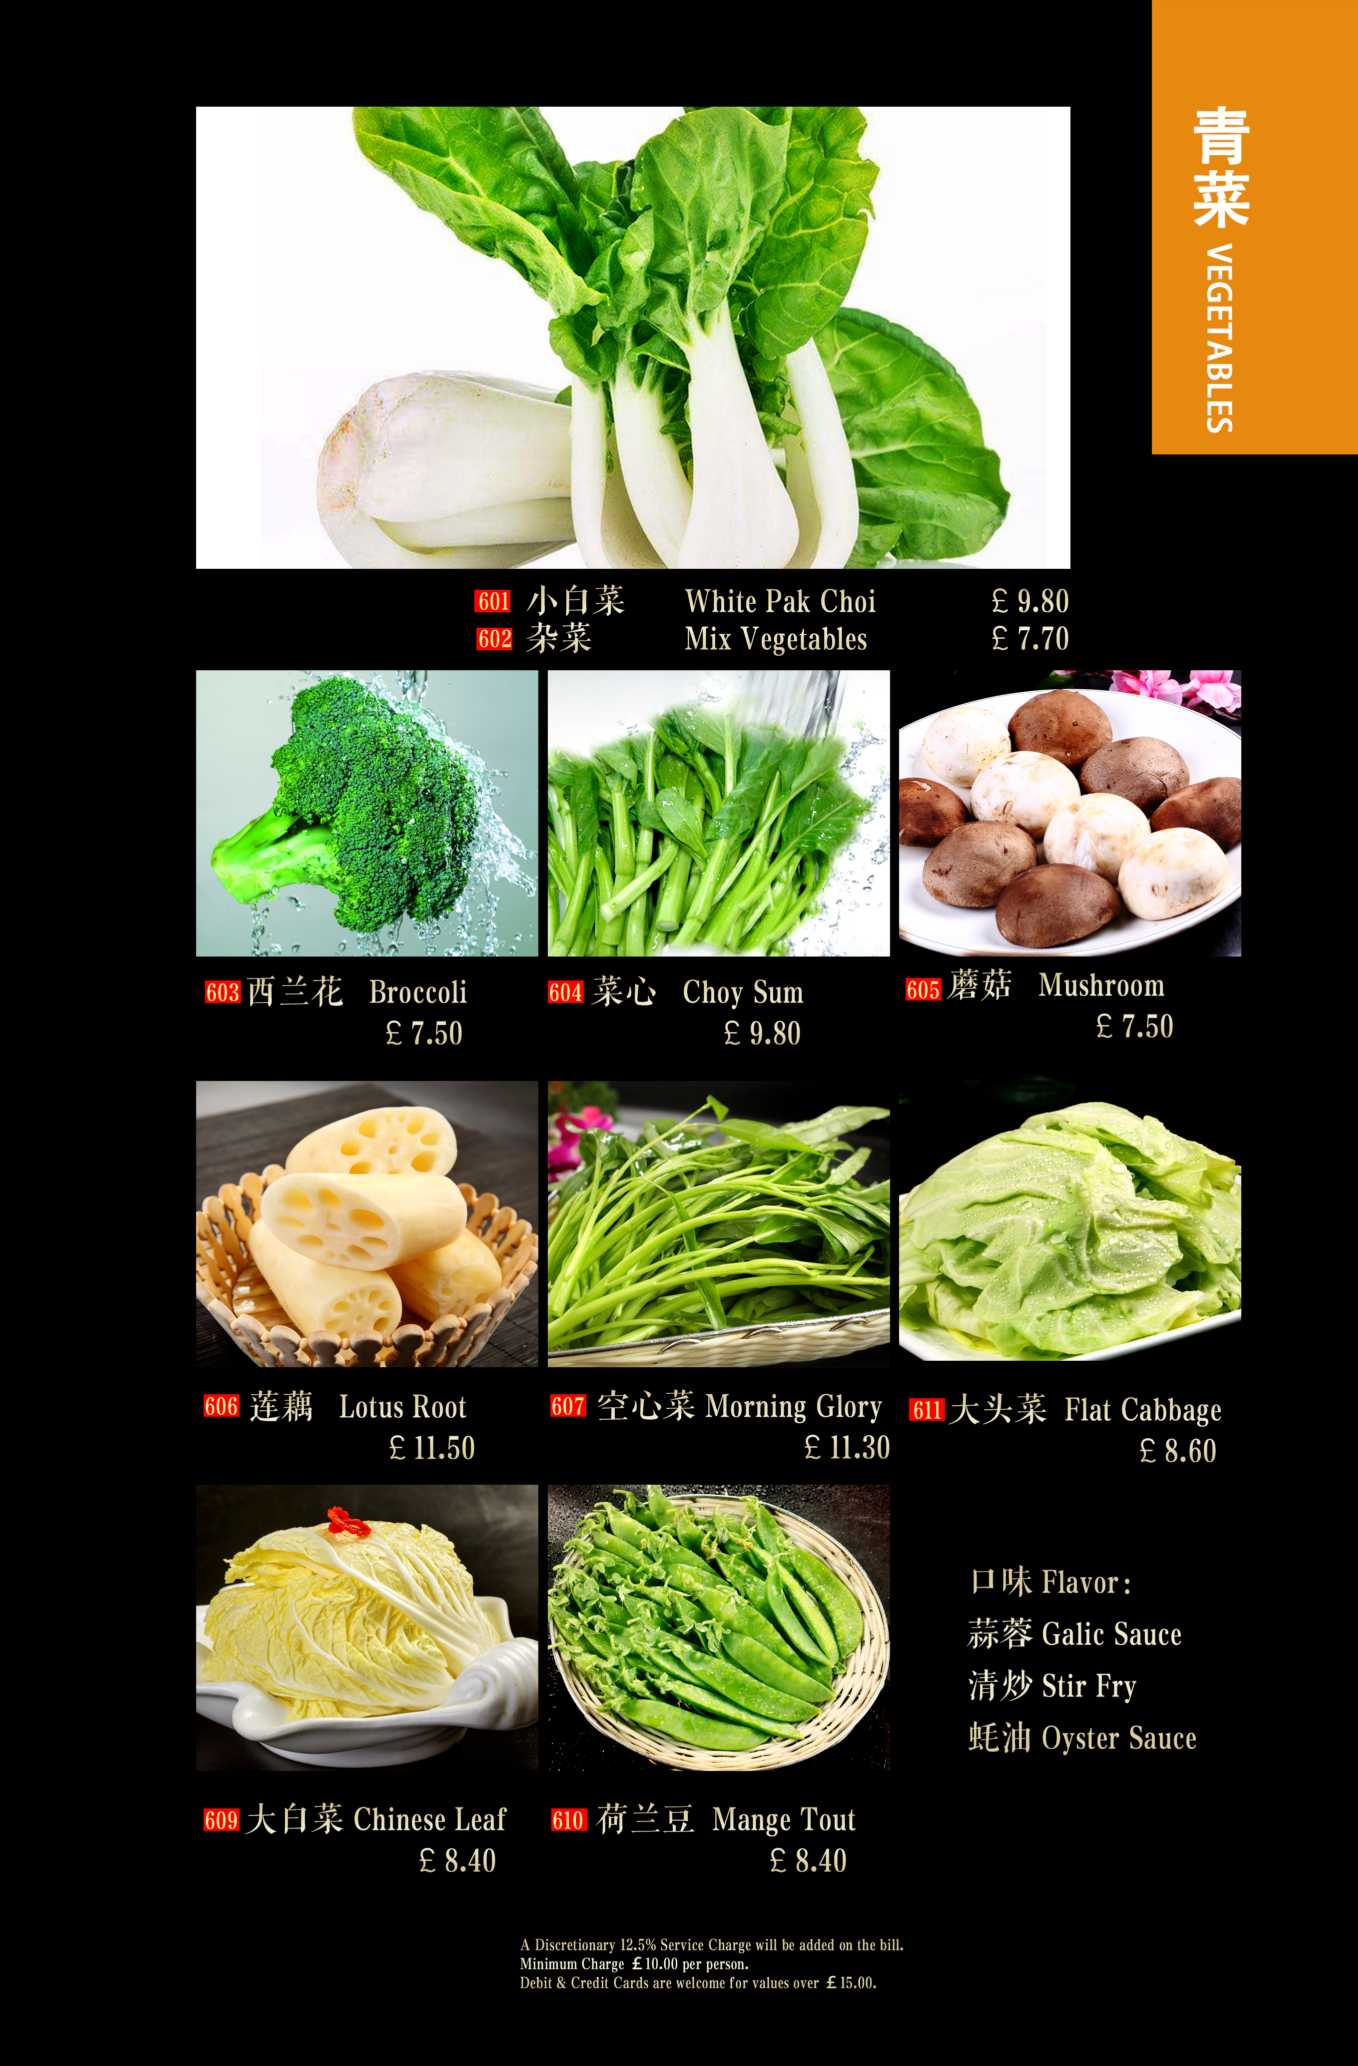 青菜 VEGETABLES
601 小白菜 White Pak Choi £ 9.80
602 杂菜 Mix Vegetables £ 7.70
603 西兰花 Broccoli
£ 7.50
604 菜心 Choy Sum
£ 9.80
605 蘑菇 Mushroom
£ 7.50
606 莲藕 Lotus Root
£ 11.50
607 空心菜 Morning Glory
£ 11.30
611 大头菜 Flat Cabbage
£ 8.60
609 大白菜 Chinese Leaf
£ 8.40
610 荷兰豆 Mange Tout
£ 8.40
口味 Flavor:
蒜蓉 Galic Sauce
清炒 Stir Fry
蚝油 Oyster Sauce
A Discretionary 12.5% Service Charge will be added on the bill.
Minimum Charge £10.00 per person.
Debit & Credit Cards are welcome for values over £15.00.